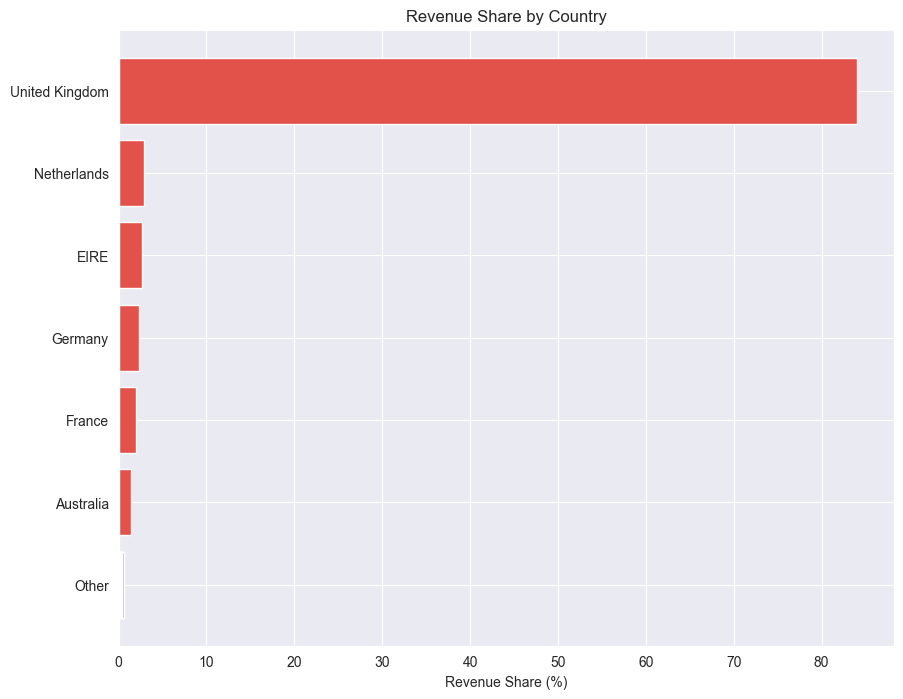 Revenue Share by Country
United Kingdom
Netherlands
EIRE
Germany
France
Australia
Other
0 10 20 30 40 50 60 70 80
Revenue Share (%)